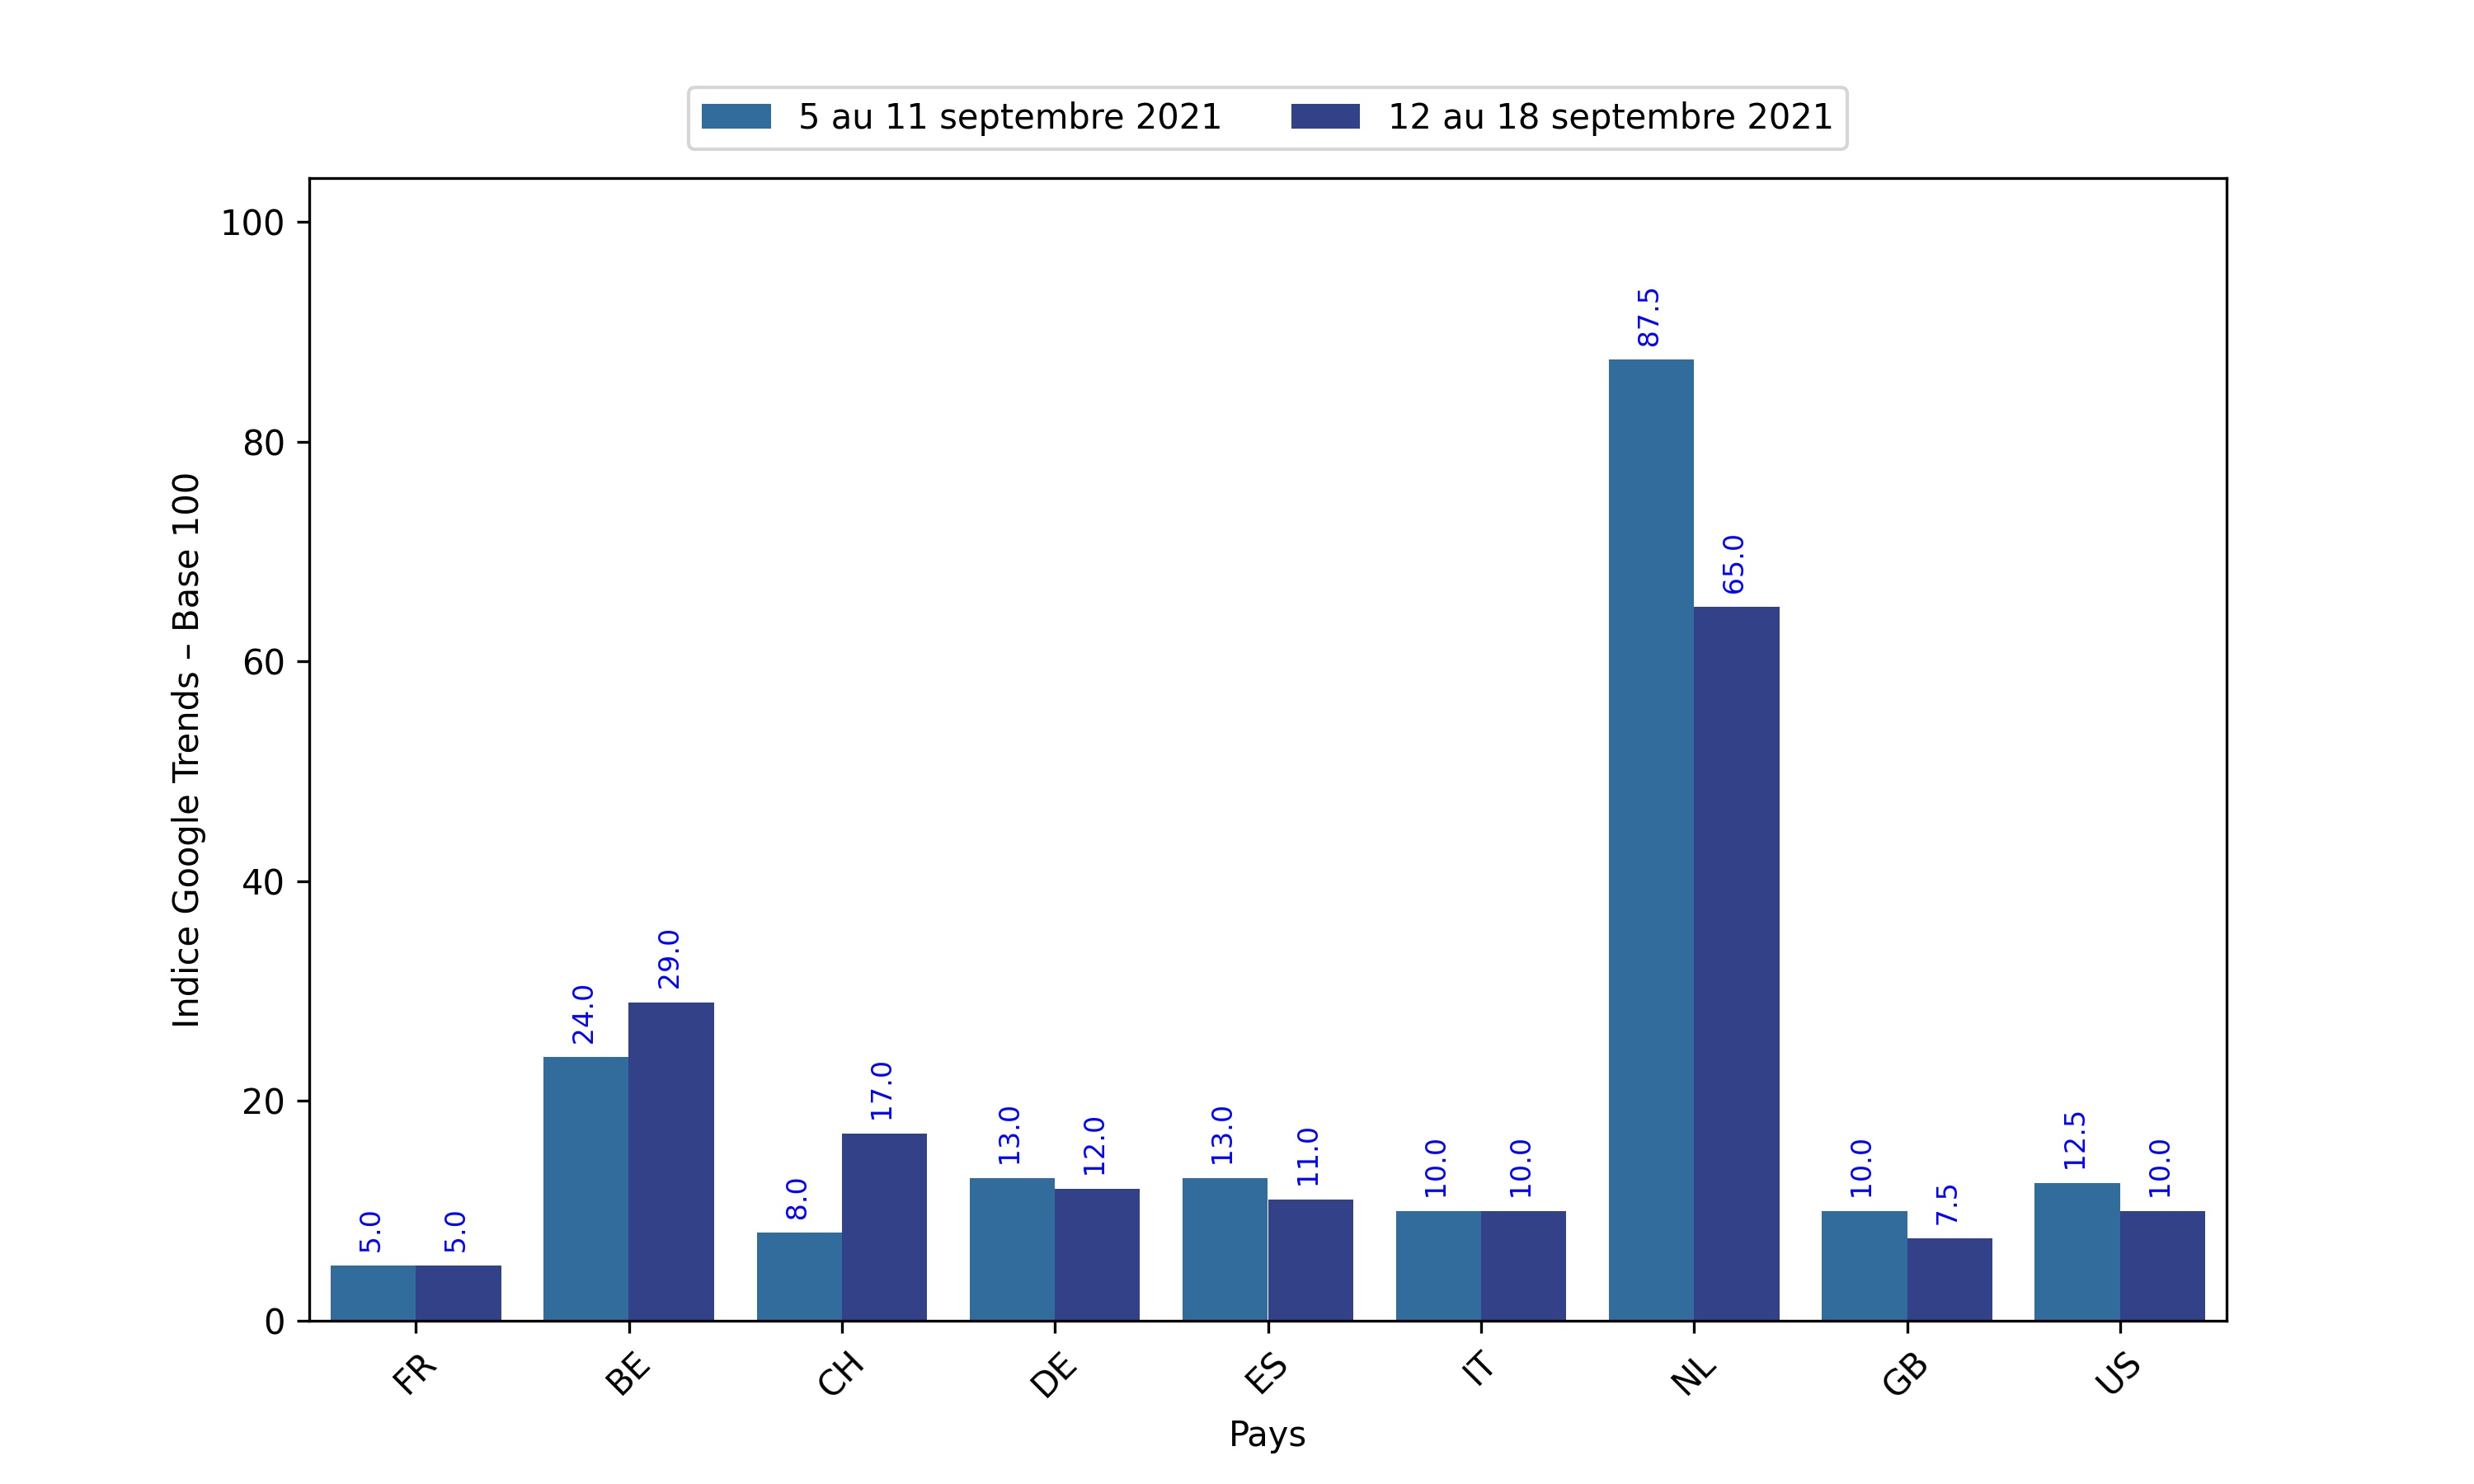 5 au 11 septembre 2021
12 au 18 septembre 2021
Indice Google Trends – Base 100
100
80
60
40
20
0
5.0
5.0
24.0
29.0
8.0
17.0
13.0
12.0
13.0
11.0
10.0
10.0
87.5
65.0
10.0
7.5
12.5
10.0
FR
BE
CH
DE
ES
IT
NL
GB
US
Pays